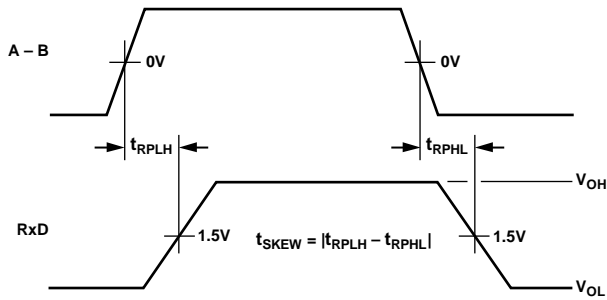 A – B
0V
0V
tRPLH
tRPHL
VOH
RxD
1.5V
tSKEW = |tRPLH – tRPHL|
1.5V
VOL